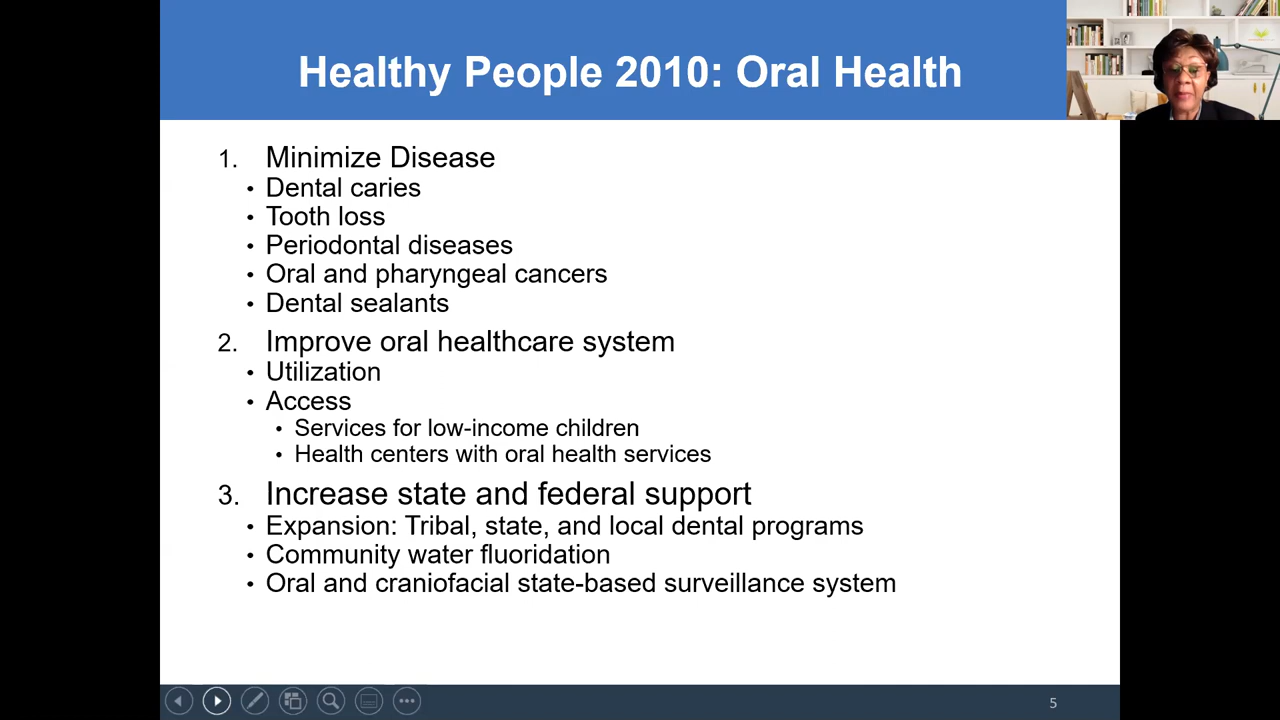 Healthy People 2010: Oral Health
1. Minimize Disease
• Dental caries
• Tooth loss
• Periodontal diseases
• Oral and pharyngeal cancers
• Dental sealants
2. Improve oral healthcare system
• Utilization
• Access
• Services for low-income children
• Health centers with oral health services
3. Increase state and federal support
• Expansion: Tribal, state, and local dental programs
• Community water fluoridation
• Oral and craniofacial state-based surveillance system
5